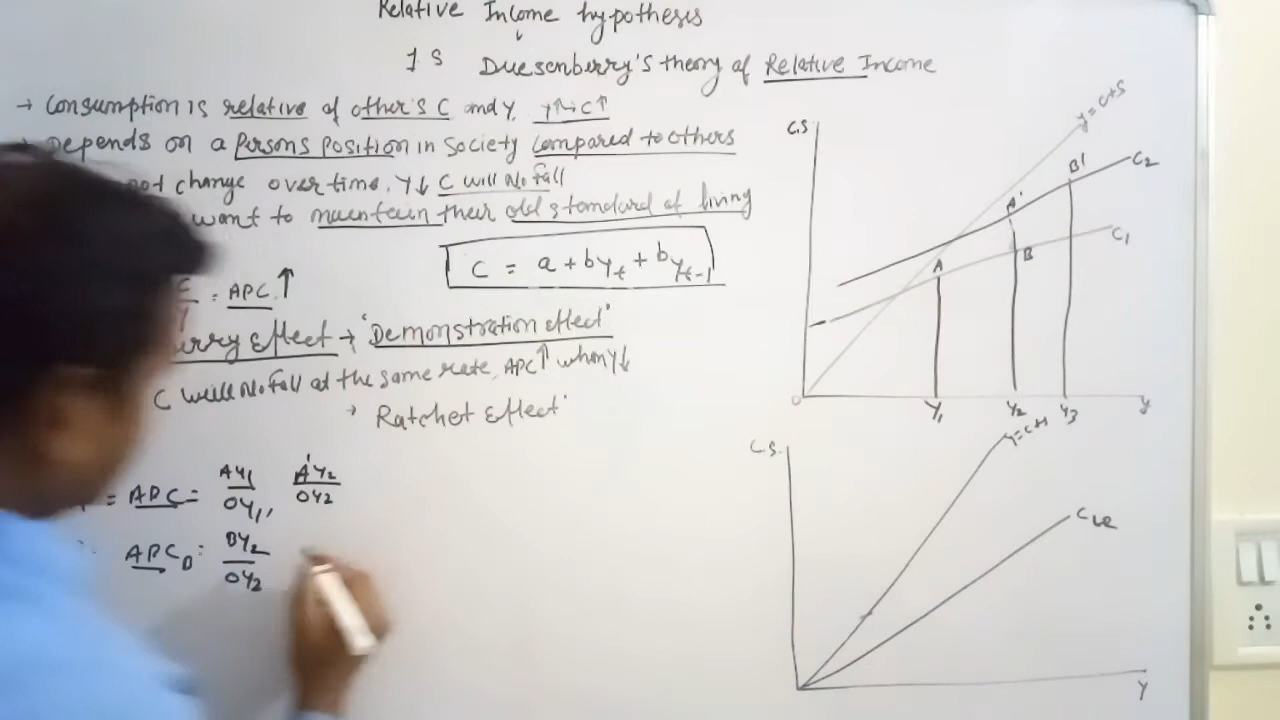 Relative Income hypothesis
J S Duesenberry's theory of Relative Income
→ Consumption is relative of other's C and Y, Y↑→C↑
Depends on a Persons position in Society Compared to others
not change over time. Y↓ C will No fall
want to maenteen their old standard of living
C = a + bYt + bYt-1
C/Y = APC ↑
urry Effect → 'Demonstration effect'
C will No fall at the same rate, APC↑ when Y↓
Ratchet Effect'
= APC = AY1/OY1, A'Y2/OY2
APC0 : BY2/OY2
C.S
y=c+s
C2
B'
A'
C1
A
B
O
Y1
Y2
Y3
y
C.S.
Y=c+s
CLR
Y